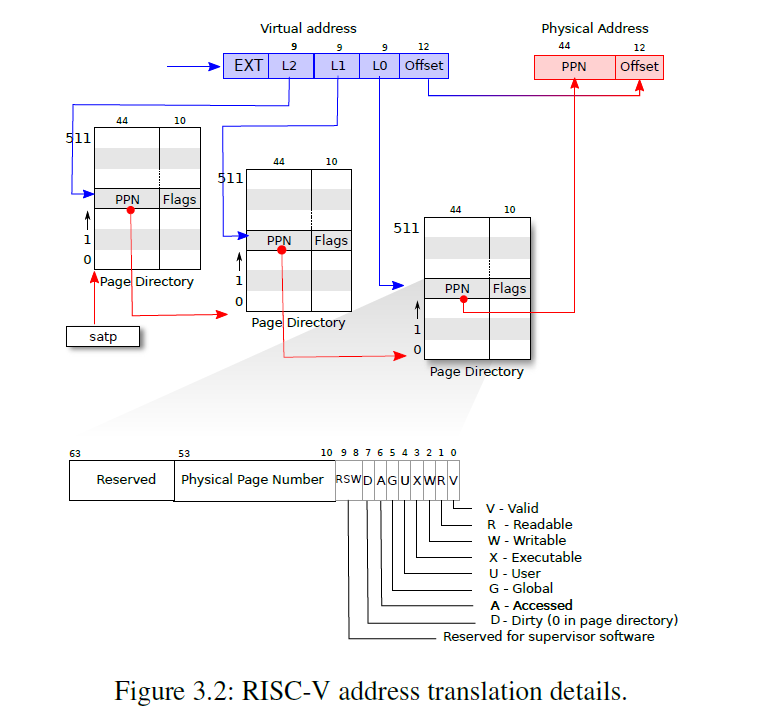 Virtual address
Physical Address
9 9 9 12
44 12
EXT L2 L1 L0 Offset
PPN Offset
44 10
511
PPN Flags
1
0
Page Directory
satp
44 10
511
PPN Flags
1
0
Page Directory
44 10
511
PPN Flags
1
0
Page Directory
63 53 10 9 8 7 6 5 4 3 2 1 0
Reserved Physical Page Number RSW D A G U X W R V
V - Valid
R - Readable
W - Writable
X - Executable
U - User
G - Global
A - Accessed
D - Dirty (0 in page directory)
Reserved for supervisor software
Figure 3.2: RISC-V address translation details.